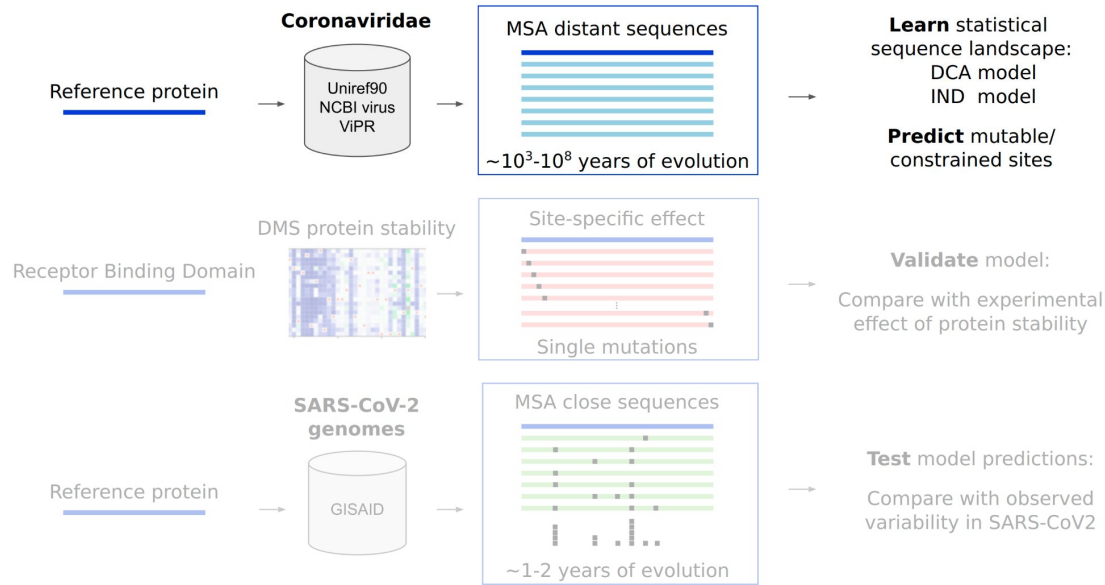 Coronaviridae
MSA distant sequences
Learn statistical
sequence landscape:
DCA model
IND model
Reference protein
Uniref90
NCBI virus
ViPR
Predict mutable/
constrained sites
~10³-10⁸ years of evolution
DMS protein stability
Site-specific effect
Receptor Binding Domain
Validate model:
Compare with experimental
effect of protein stability
Single mutations
SARS-CoV-2
genomes
MSA close sequences
Test model predictions:
Reference protein
GISAID
Compare with observed
variability in SARS-CoV2
~1-2 years of evolution